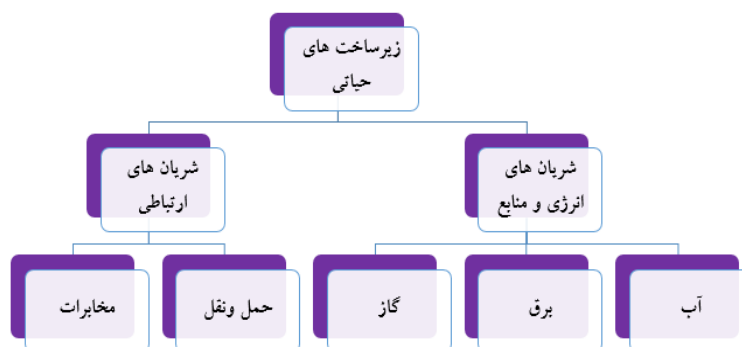 زیرساخت های
حیاتی
شریان های
انرژی و منابع
شریان های
ارتباطی
آب
برق
گاز
حمل ونقل
مخابرات